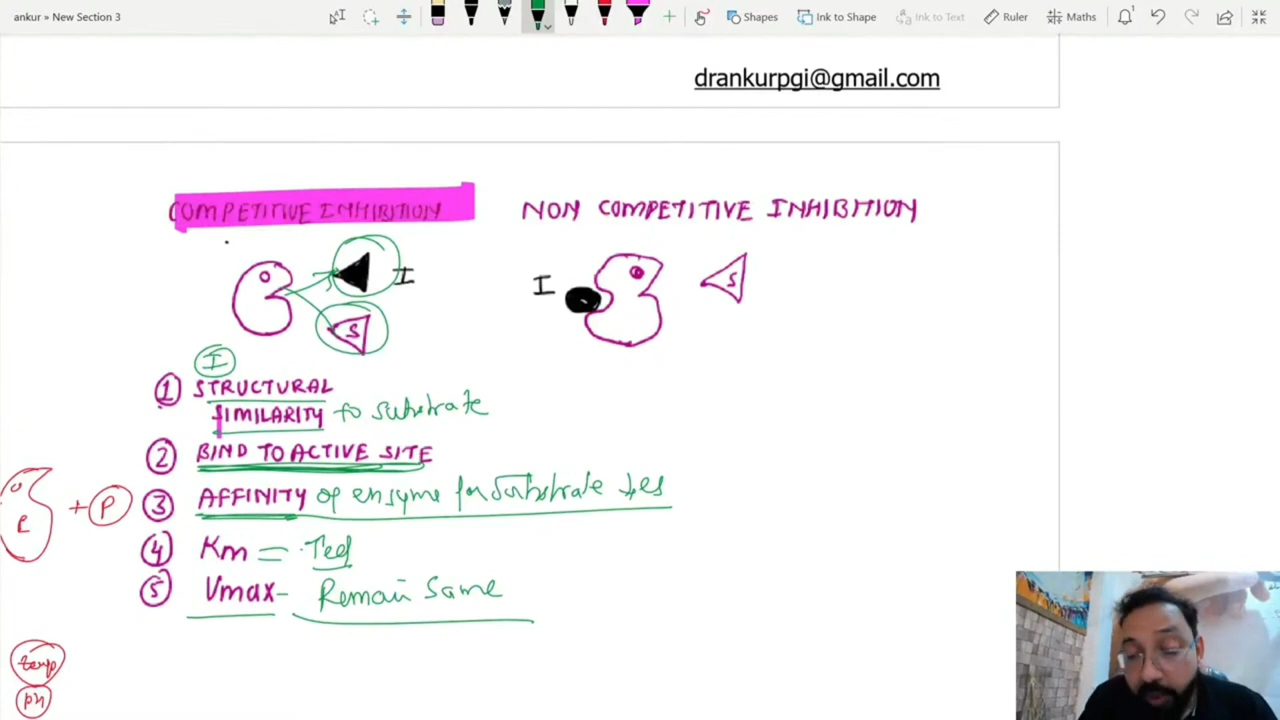 ankur » New Section 3
Shapes
Ink to Shape
Ink to Text
Ruler
Maths
drankurpgi@gmail.com
COMPETITIVE INHIBITION
NON COMPETITIVE INHIBITION
I
S
I
S
I
① STRUCTURAL
SIMILARITY to substrate
② BIND TO ACTIVE SITE
③ AFFINITY of enzyme for substrate ↓es
+ P
④ Km =
⑤ Vmax - Remain Same
temp
pH